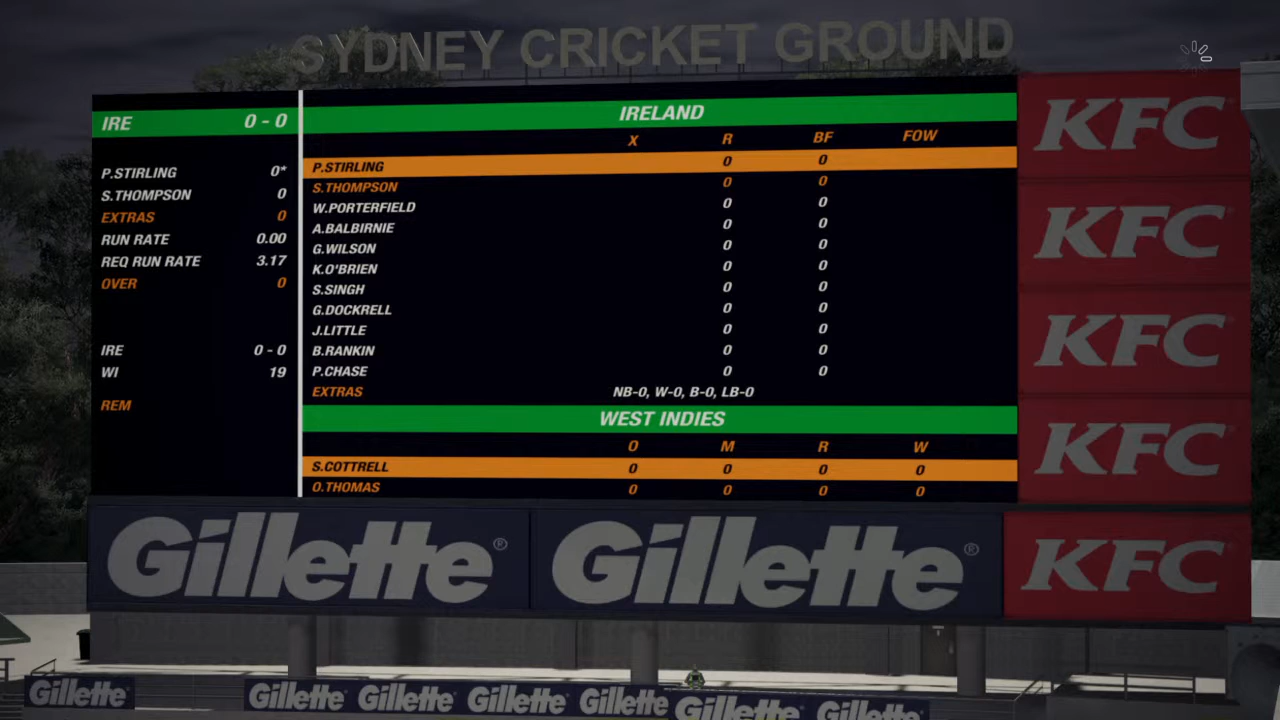 SYDNEY CRICKET GROUND
IRE 0 - 0
P.STIRLING 0*
S.THOMPSON 0
EXTRAS 0
RUN RATE 0.00
REQ RUN RATE 3.17
OVER 0
IRE 0 - 0
WI 19
REM
IRELAND
X R BF FOW
P.STIRLING 0 0
S.THOMPSON 0 0
W.PORTERFIELD 0 0
A.BALBIRNIE 0 0
G.WILSON 0 0
K.O'BRIEN 0 0
S.SINGH 0 0
G.DOCKRELL 0 0
J.LITTLE 0 0
B.RANKIN 0 0
P.CHASE 0 0
EXTRAS NB-0, W-0, B-0, LB-0
WEST INDIES
O M R W
S.COTTRELL 0 0 0 0
O.THOMAS 0 0 0 0
KFC
KFC
KFC
KFC
Gillette® Gillette® KFC
Gillette Gillette Gillette Gillette Gillette Gillette Gillette